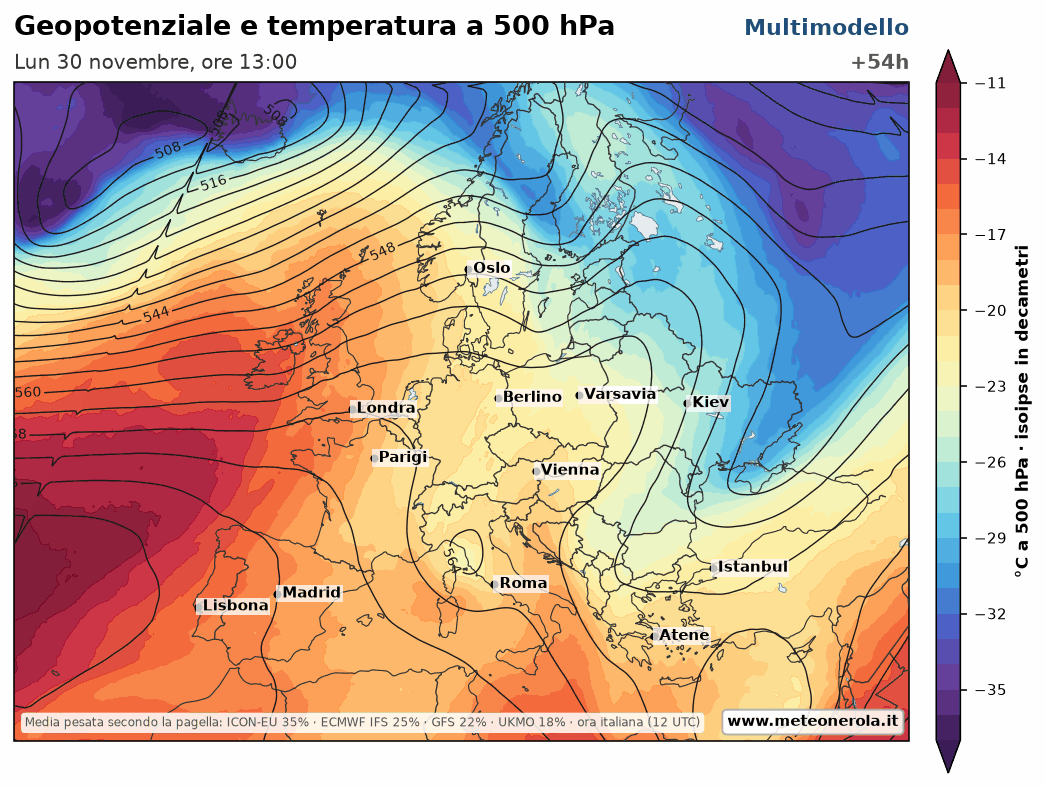 Geopotenziale e temperatura a 500 hPa
Multimodello
Lun 30 novembre, ore 13:00
+54h
508
508
516
548
544
560
564
Oslo
Berlino
Varsavia
Kiev
Londra
Parigi
Vienna
Istanbul
Roma
Madrid
Lisbona
Atene
−11
−14
−17
−20
−23
−26
−29
−32
−35
°C a 500 hPa · isoipse in decametri
Media pesata secondo la pagella: ICON-EU 35% · ECMWF IFS 25% · GFS 22% · UKMO 18% · ora italiana (12 UTC)
www.meteonerola.it